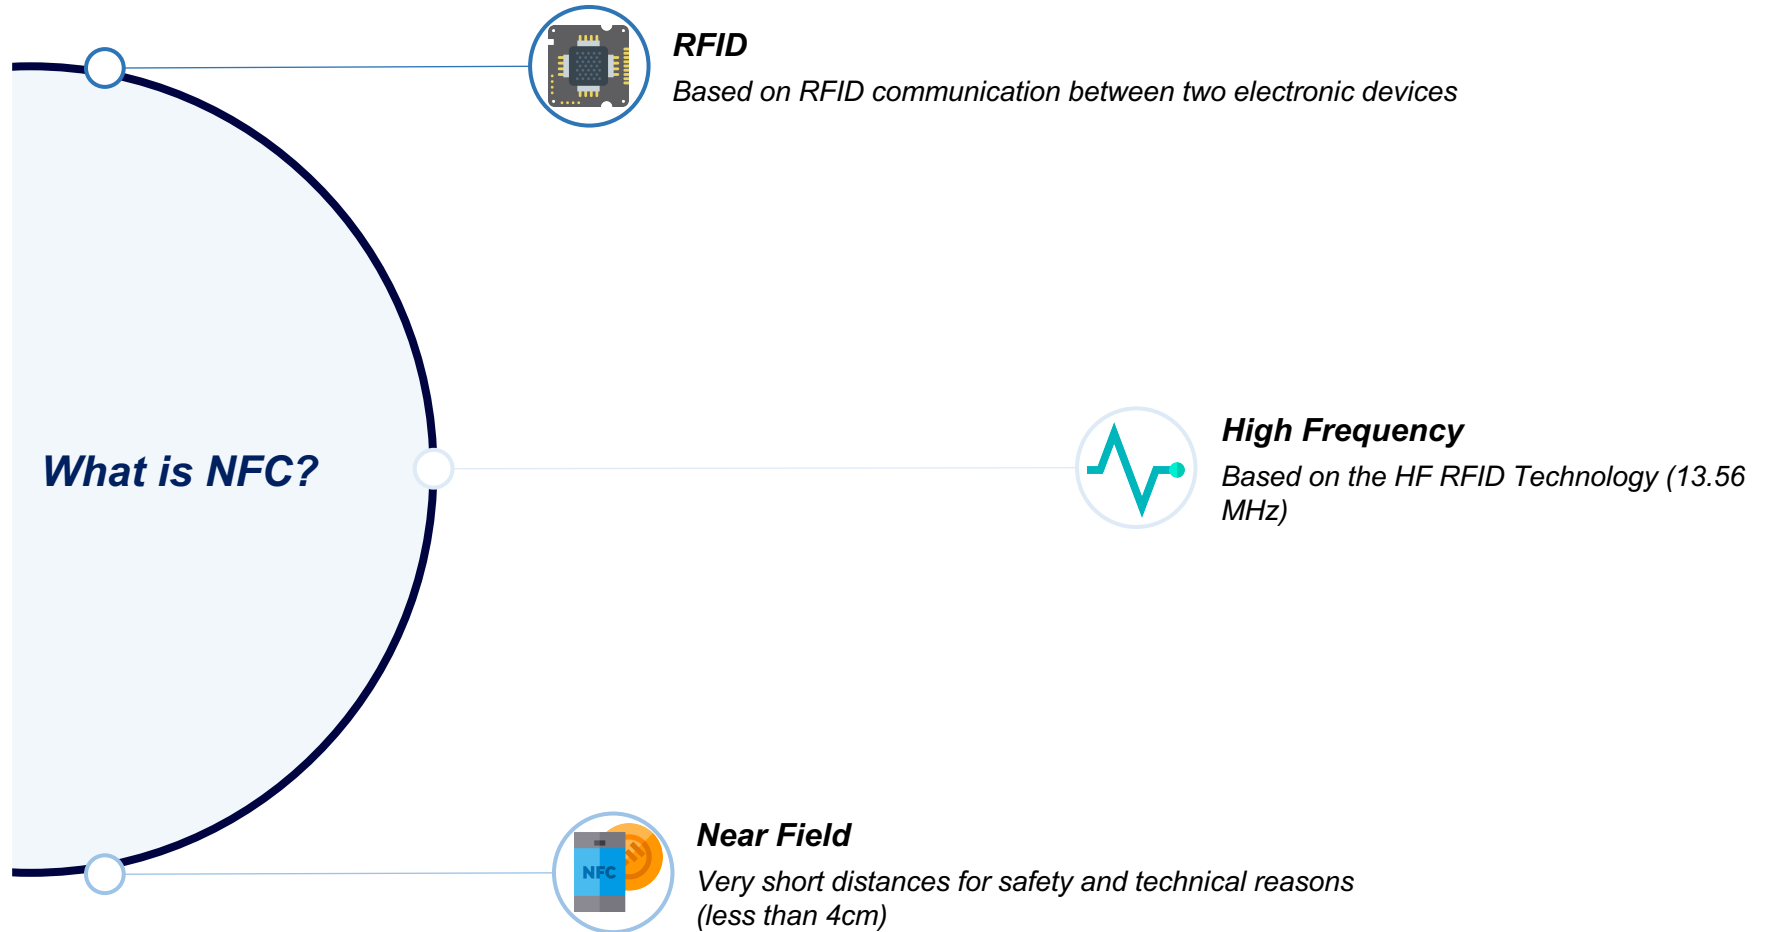 RFID
Based on RFID communication between two electronic devices
What is NFC?
High Frequency
Based on the HF RFID Technology (13.56
MHz)
NFC
Near Field
Very short distances for safety and technical reasons
(less than 4cm)